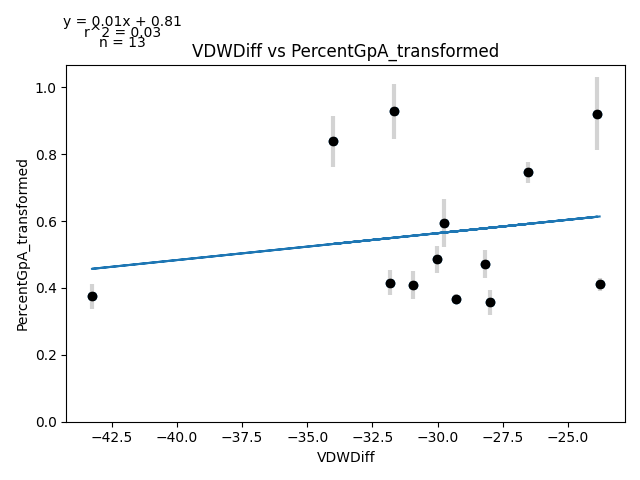 y = 0.01x + 0.81
r^2 = 0.03
n = 13
VDWDiff vs PercentGpA_transformed
PercentGpA_transformed
1.0
0.8
0.6
0.4
0.2
0.0
−42.5 −40.0 −37.5 −35.0 −32.5 −30.0 −27.5 −25.0
VDWDiff